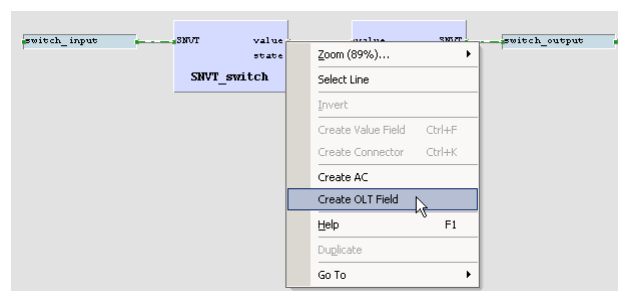 switch_input SNVT value value SNVT switch_output
state
SNVT_switch
Zoom (89%)...
Select Line
Invert
Create Value Field Ctrl+F
Create Connector Ctrl+K
Create AC
Create OLT Field
Help F1
Duplicate
Go To